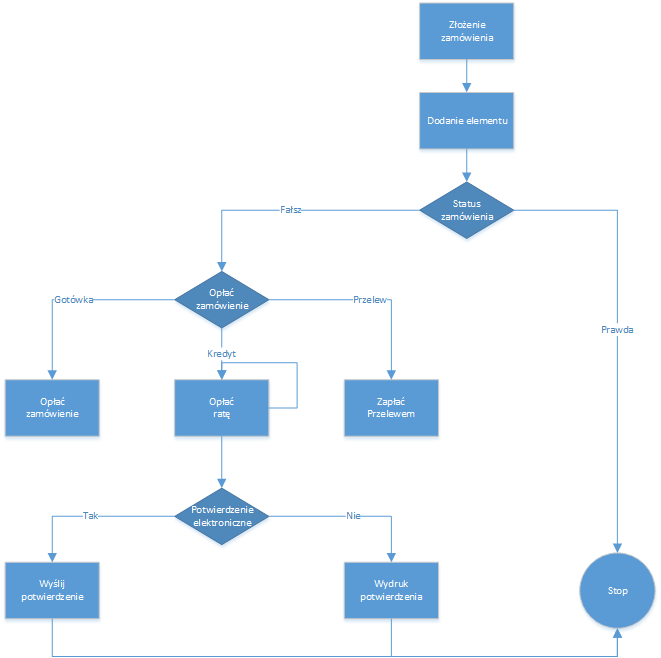 Złożenie
zamówienia
Dodanie elementu
Status
zamówienia
Fałsz
Prawda
Opłać
zamówienie
Gotówka
Kredyt
Przelew
Opłać
zamówienie
Opłać
ratę
Zapłać
Przelewem
Potwierdzenie
elektroniczne
Tak
Nie
Wyślij
potwierdzenie
Wydruk
potwierdzenia
Stop